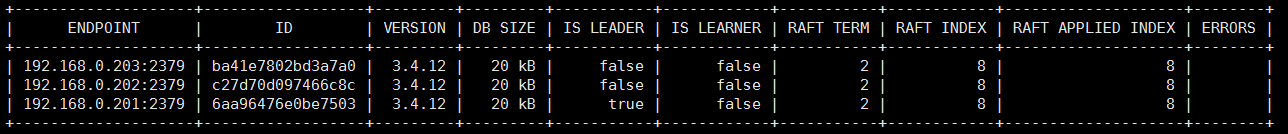 | ENDPOINT | ID | VERSION | DB SIZE | IS LEADER | IS LEARNER | RAFT TERM | RAFT INDEX | RAFT APPLIED INDEX | ERRORS |
| 192.168.0.203:2379 | ba41e7802bd3a7a0 | 3.4.12 | 20 kB | false | false | 2 | 8 | 8 | |
| 192.168.0.202:2379 | c27d70d097466c8c | 3.4.12 | 20 kB | false | false | 2 | 8 | 8 | |
| 192.168.0.201:2379 | 6aa96476e0be7503 | 3.4.12 | 20 kB | true | false | 2 | 8 | 8 | |